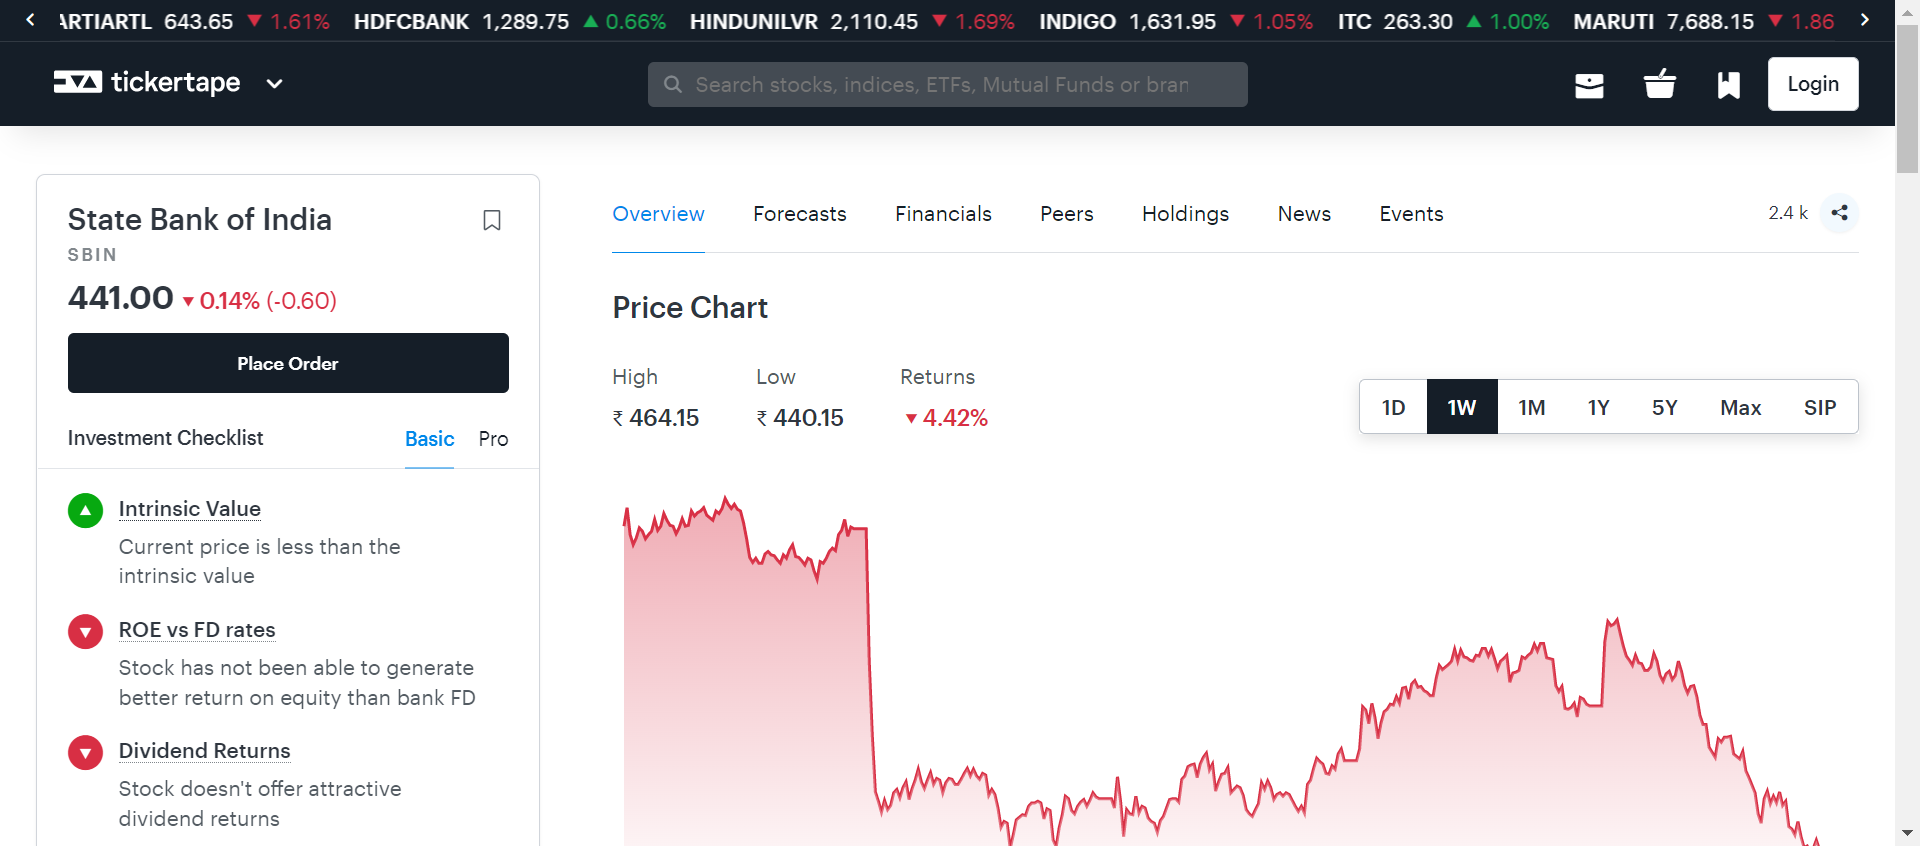 ARTIARTL 643.65 ▼ 1.61% HDFCBANK 1,289.75 ▲ 0.66% HINDUNILVR 2,110.45 ▼ 1.69% INDIGO 1,631.95 ▼ 1.05% ITC 263.30 ▲ 1.00% MARUTI 7,688.15 ▼ 1.86
tickertape
Search stocks, indices, ETFs, Mutual Funds or bran
Login
State Bank of India
SBIN
441.00 ▼ 0.14% (-0.60)
Place Order
Investment Checklist Basic Pro
Intrinsic Value
Current price is less than the
intrinsic value
ROE vs FD rates
Stock has not been able to generate
better return on equity than bank FD
Dividend Returns
Stock doesn't offer attractive
dividend returns
Overview Forecasts Financials Peers Holdings News Events 2.4 k
Price Chart
High Low Returns
₹ 464.15 ₹ 440.15 ▼ 4.42%
1D 1W 1M 1Y 5Y Max SIP